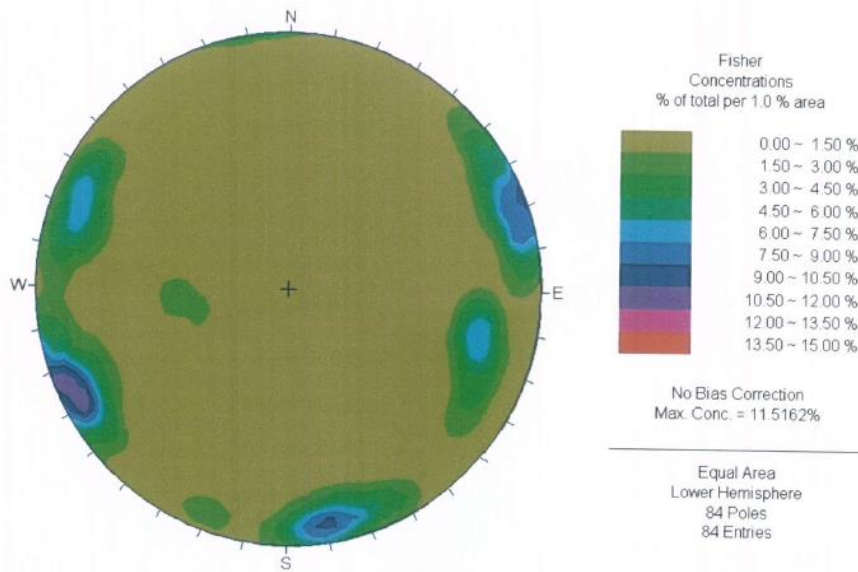 N
W
E
S
Fisher
Concentrations
% of total per 1.0 % area
0.00 ~ 1.50 %
1.50 ~ 3.00 %
3.00 ~ 4.50 %
4.50 ~ 6.00 %
6.00 ~ 7.50 %
7.50 ~ 9.00 %
9.00 ~ 10.50 %
10.50 ~ 12.00 %
12.00 ~ 13.50 %
13.50 ~ 15.00 %
No Bias Correction
Max. Conc. = 11.5162%
Equal Area
Lower Hemisphere
84 Poles
84 Entries